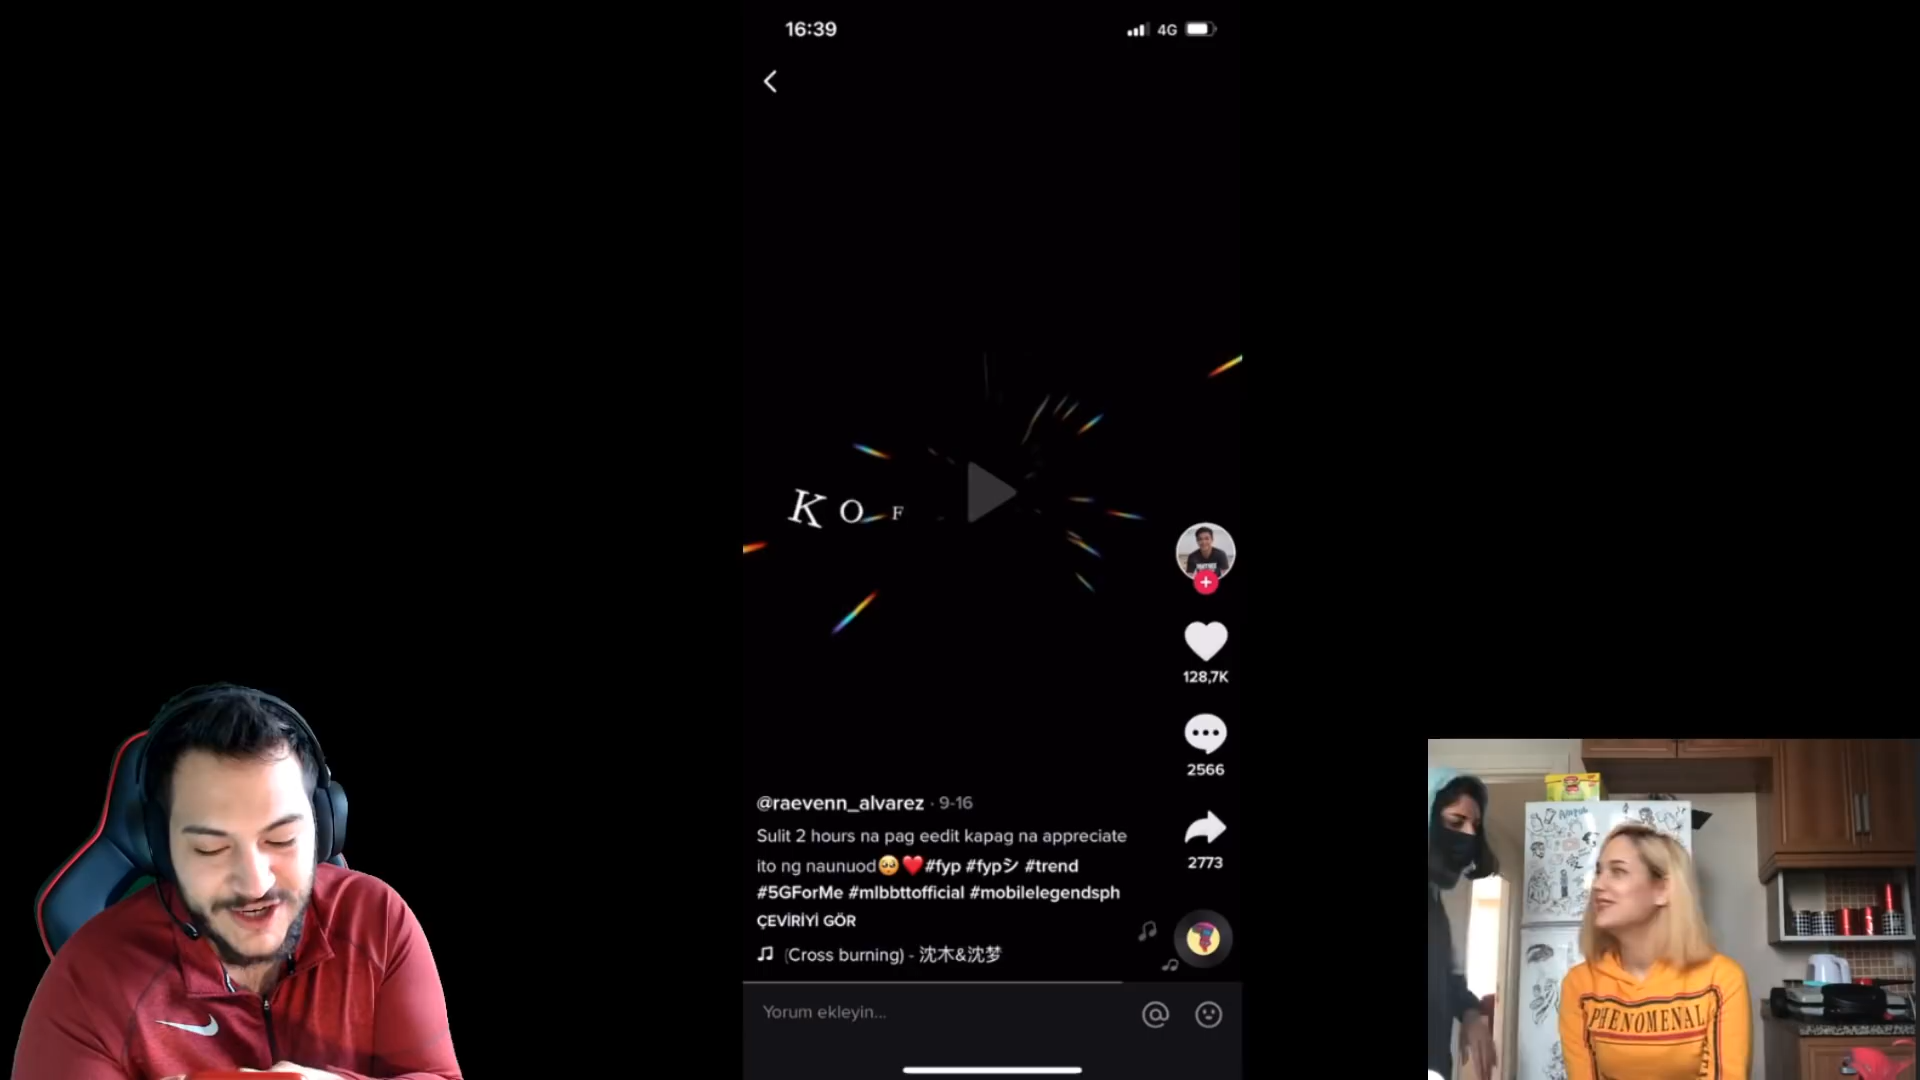 16:39
4G
K O F
128,7K
2566
@raevenn_alvarez · 9-16
Sulit 2 hours na pag eedit kapag na appreciate
ito ng naunuod🥺❤️#fyp #fypシ #trend
2773
#5GForMe #mlbbttofficial #mobilelegendsph
ÇEVİRİYİ GÖR
(Cross burning) - 沈木&沈梦
Yorum ekleyin...
PHENOMENAL